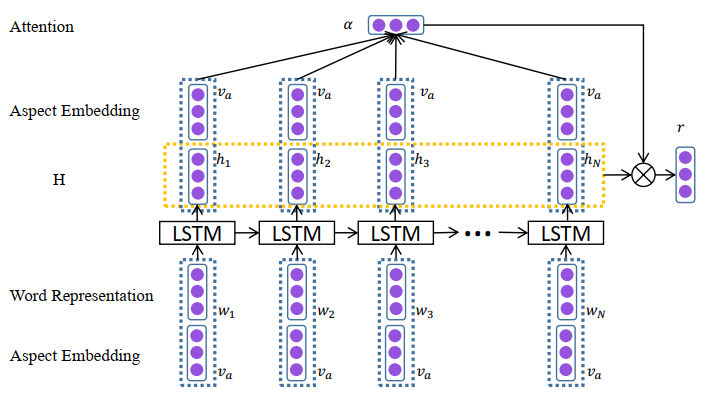 Attention α
Aspect Embedding v_a v_a v_a v_a
H h_1 h_2 h_3 h_N r
LSTM LSTM LSTM ••• LSTM
Word Representation w_1 w_2 w_3 w_N
Aspect Embedding v_a v_a v_a v_a